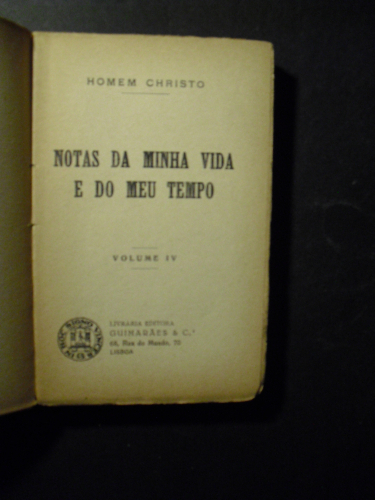 HOMEM CHRISTO
NOTAS DA MINHA VIDA
E DO MEU TEMPO
VOLUME IV
LIVRARIA EDITORA
GUIMARÃES & C.ª
68, Rua do Mundo, 70
LISBOA